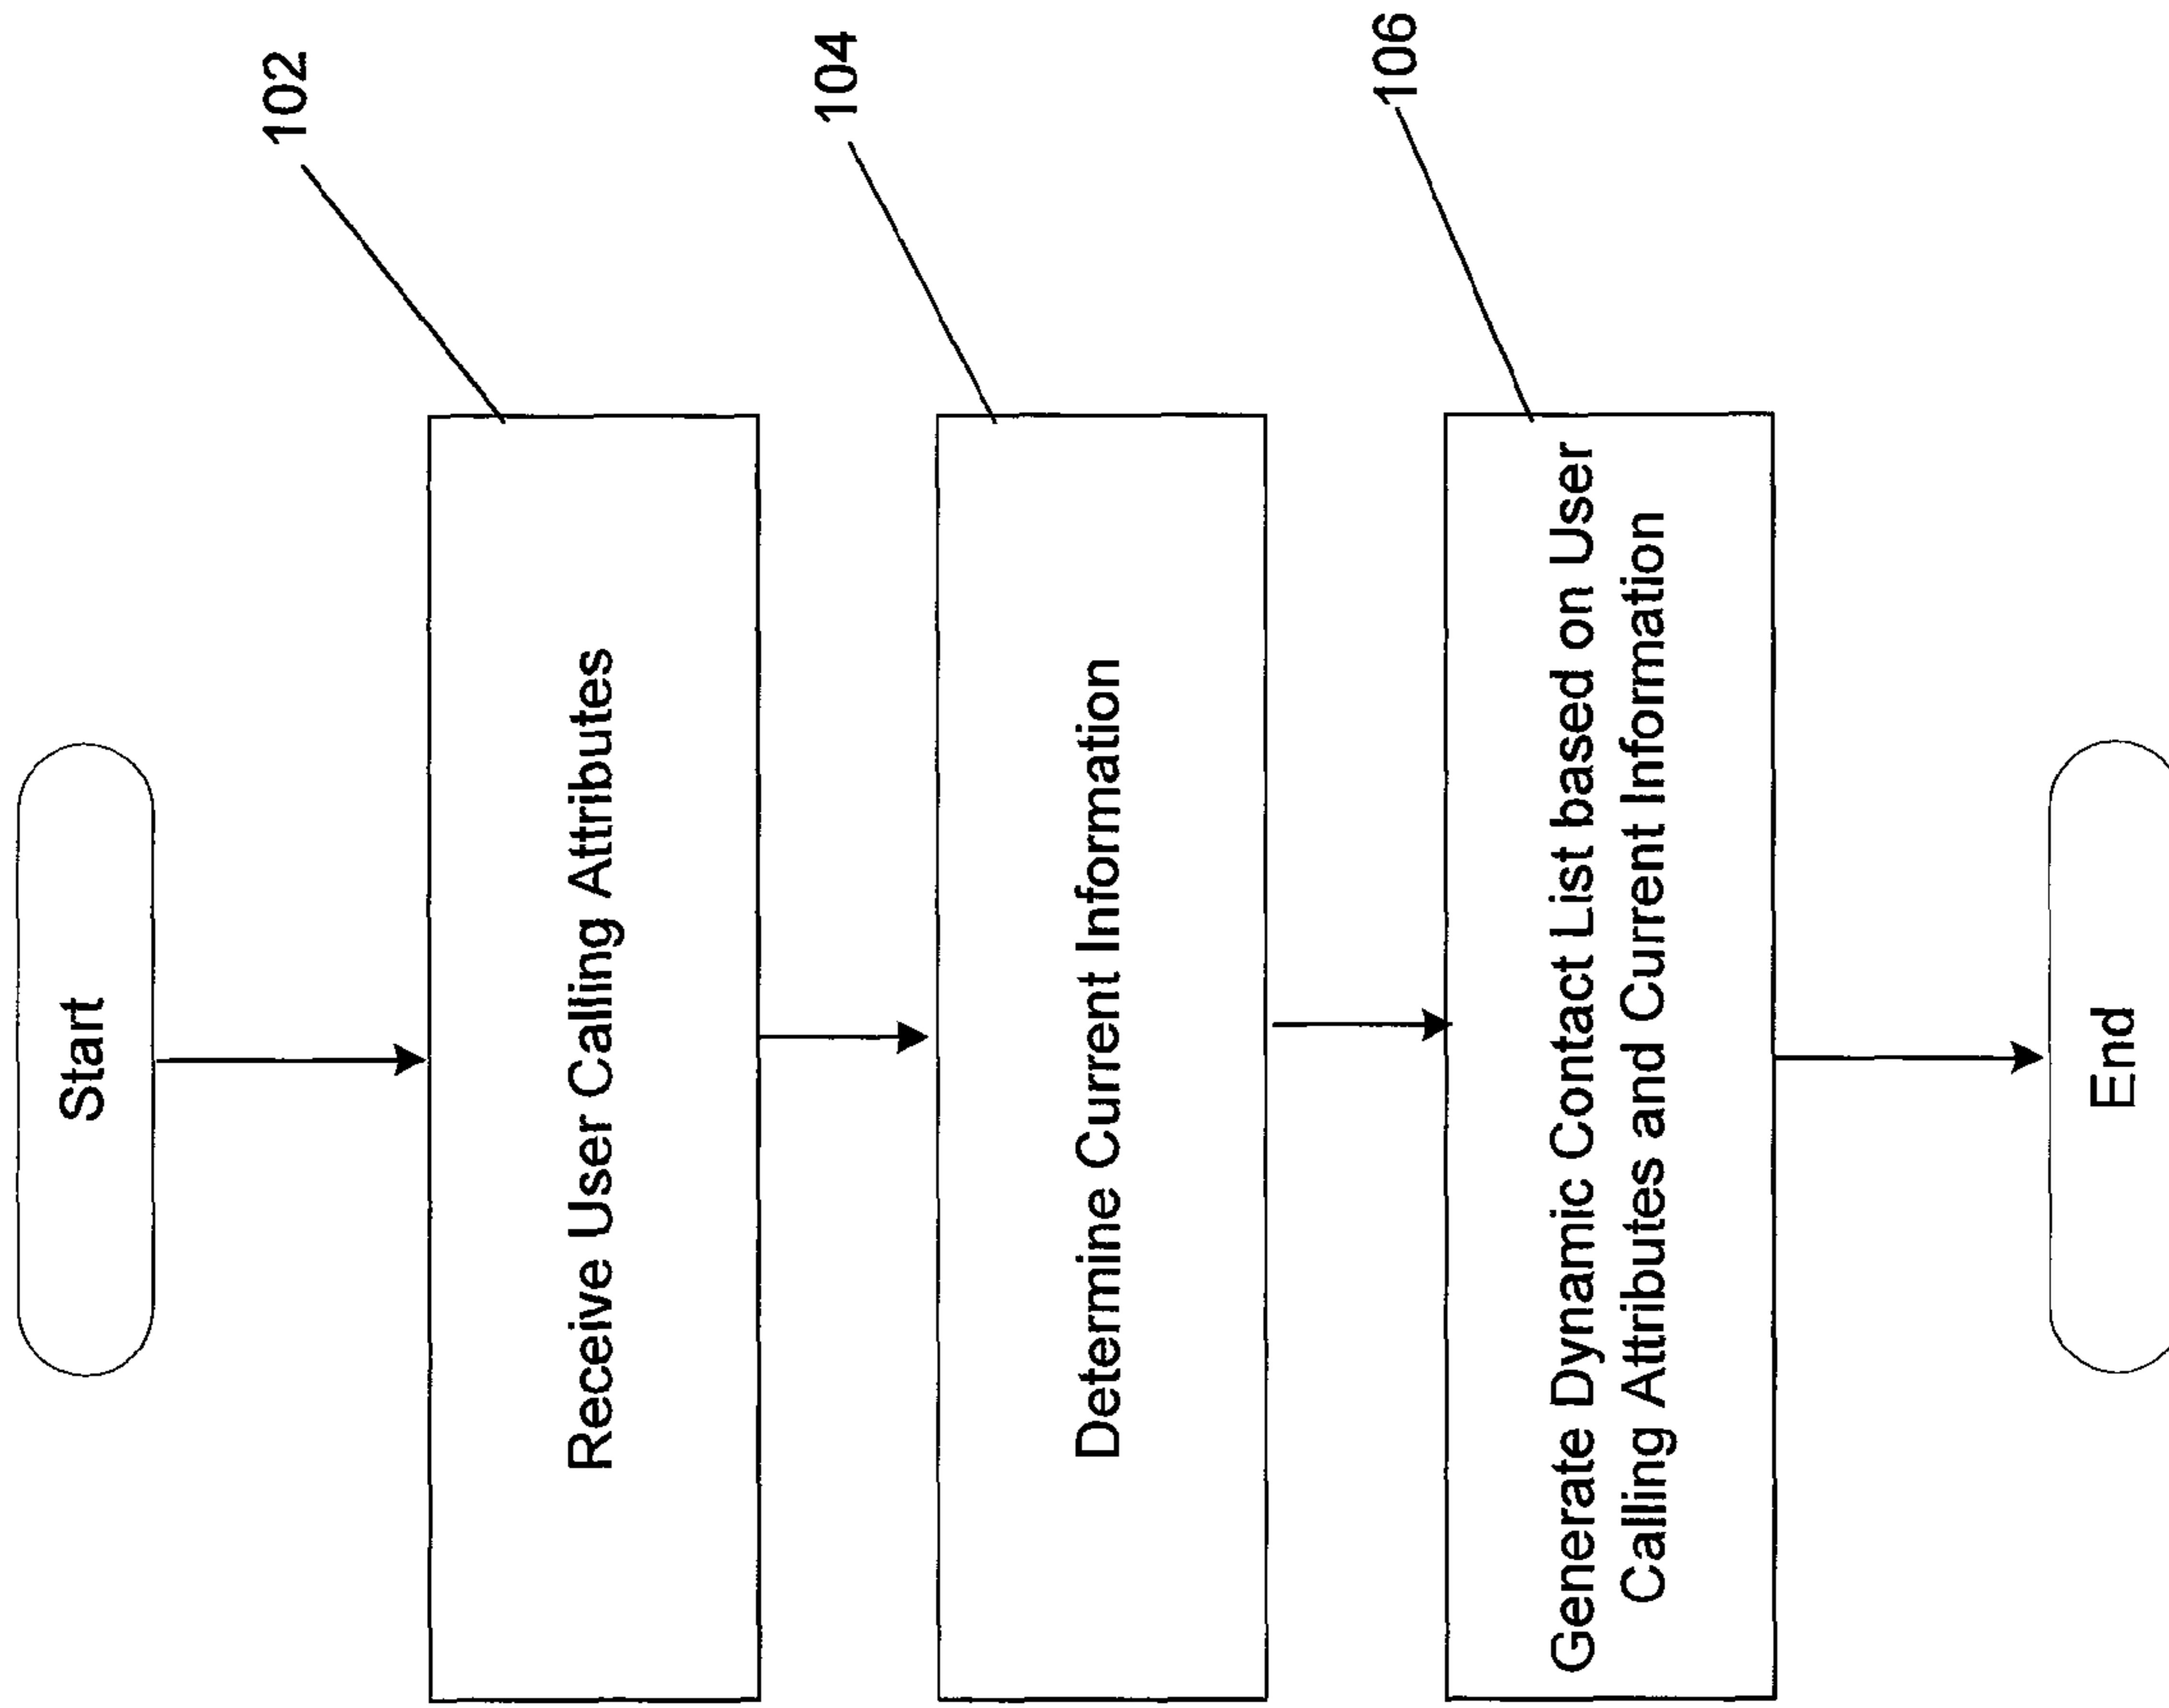 Start
102
Receive User Calling Attributes
104
Determine Current Information
106
Generate Dynamic Contact List based on User
Calling Attributes and Current Information
End